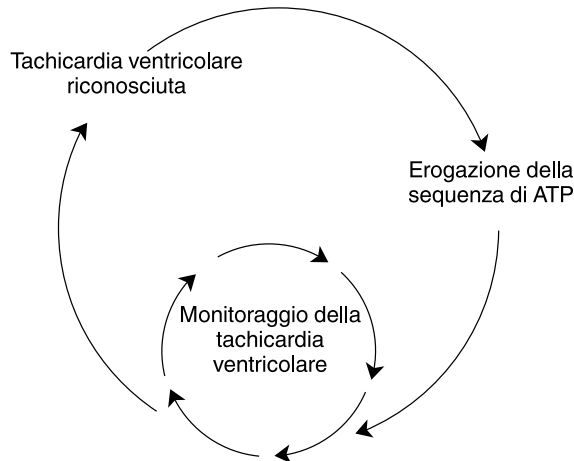 Tachicardia ventricolare
riconosciuta
Erogazione della
sequenza di ATP
Monitoraggio della
tachicardia
ventricolare